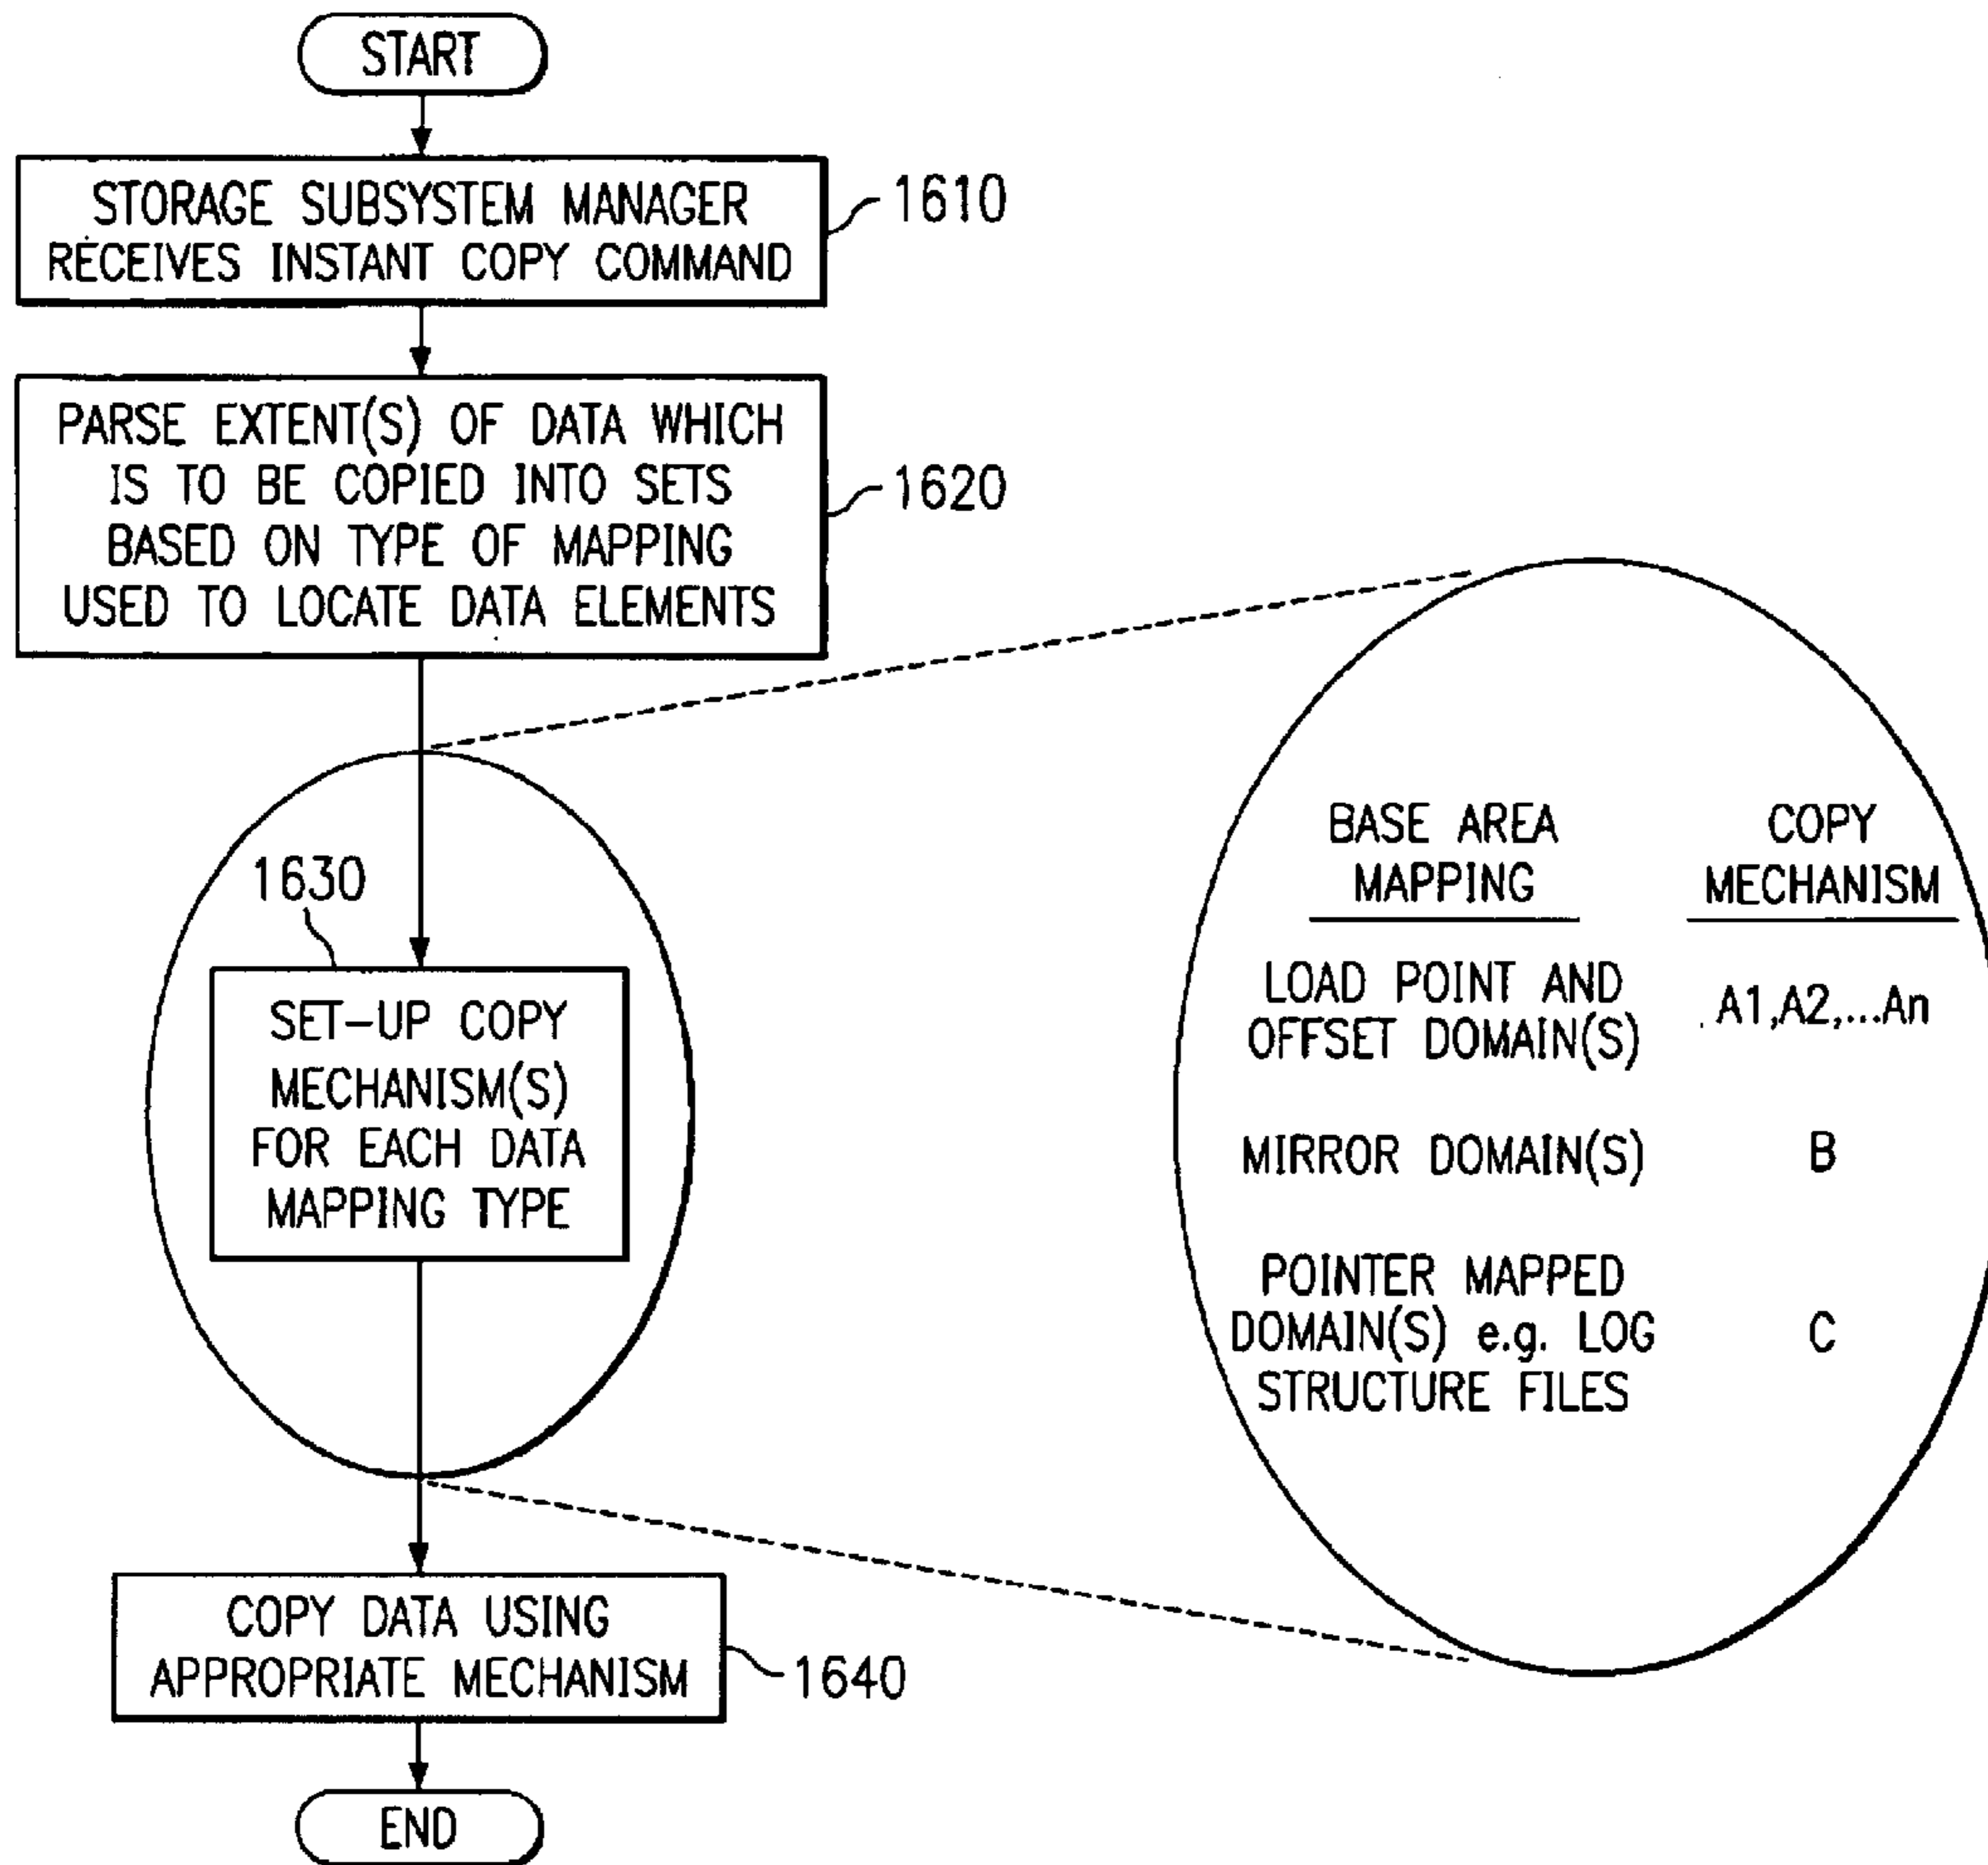 START
STORAGE SUBSYSTEM MANAGER
RECEIVES INSTANT COPY COMMAND
1610
PARSE EXTENT(S) OF DATA WHICH
IS TO BE COPIED INTO SETS
BASED ON TYPE OF MAPPING
USED TO LOCATE DATA ELEMENTS
1620
1630
SET-UP COPY
MECHANISM(S)
FOR EACH DATA
MAPPING TYPE
COPY DATA USING
APPROPRIATE MECHANISM
1640
END
BASE AREA
MAPPING
COPY
MECHANISM
LOAD POINT AND
OFFSET DOMAIN(S)
A1,A2,...An
MIRROR DOMAIN(S)
B
POINTER MAPPED
DOMAIN(S) e.g. LOG
STRUCTURE FILES
C